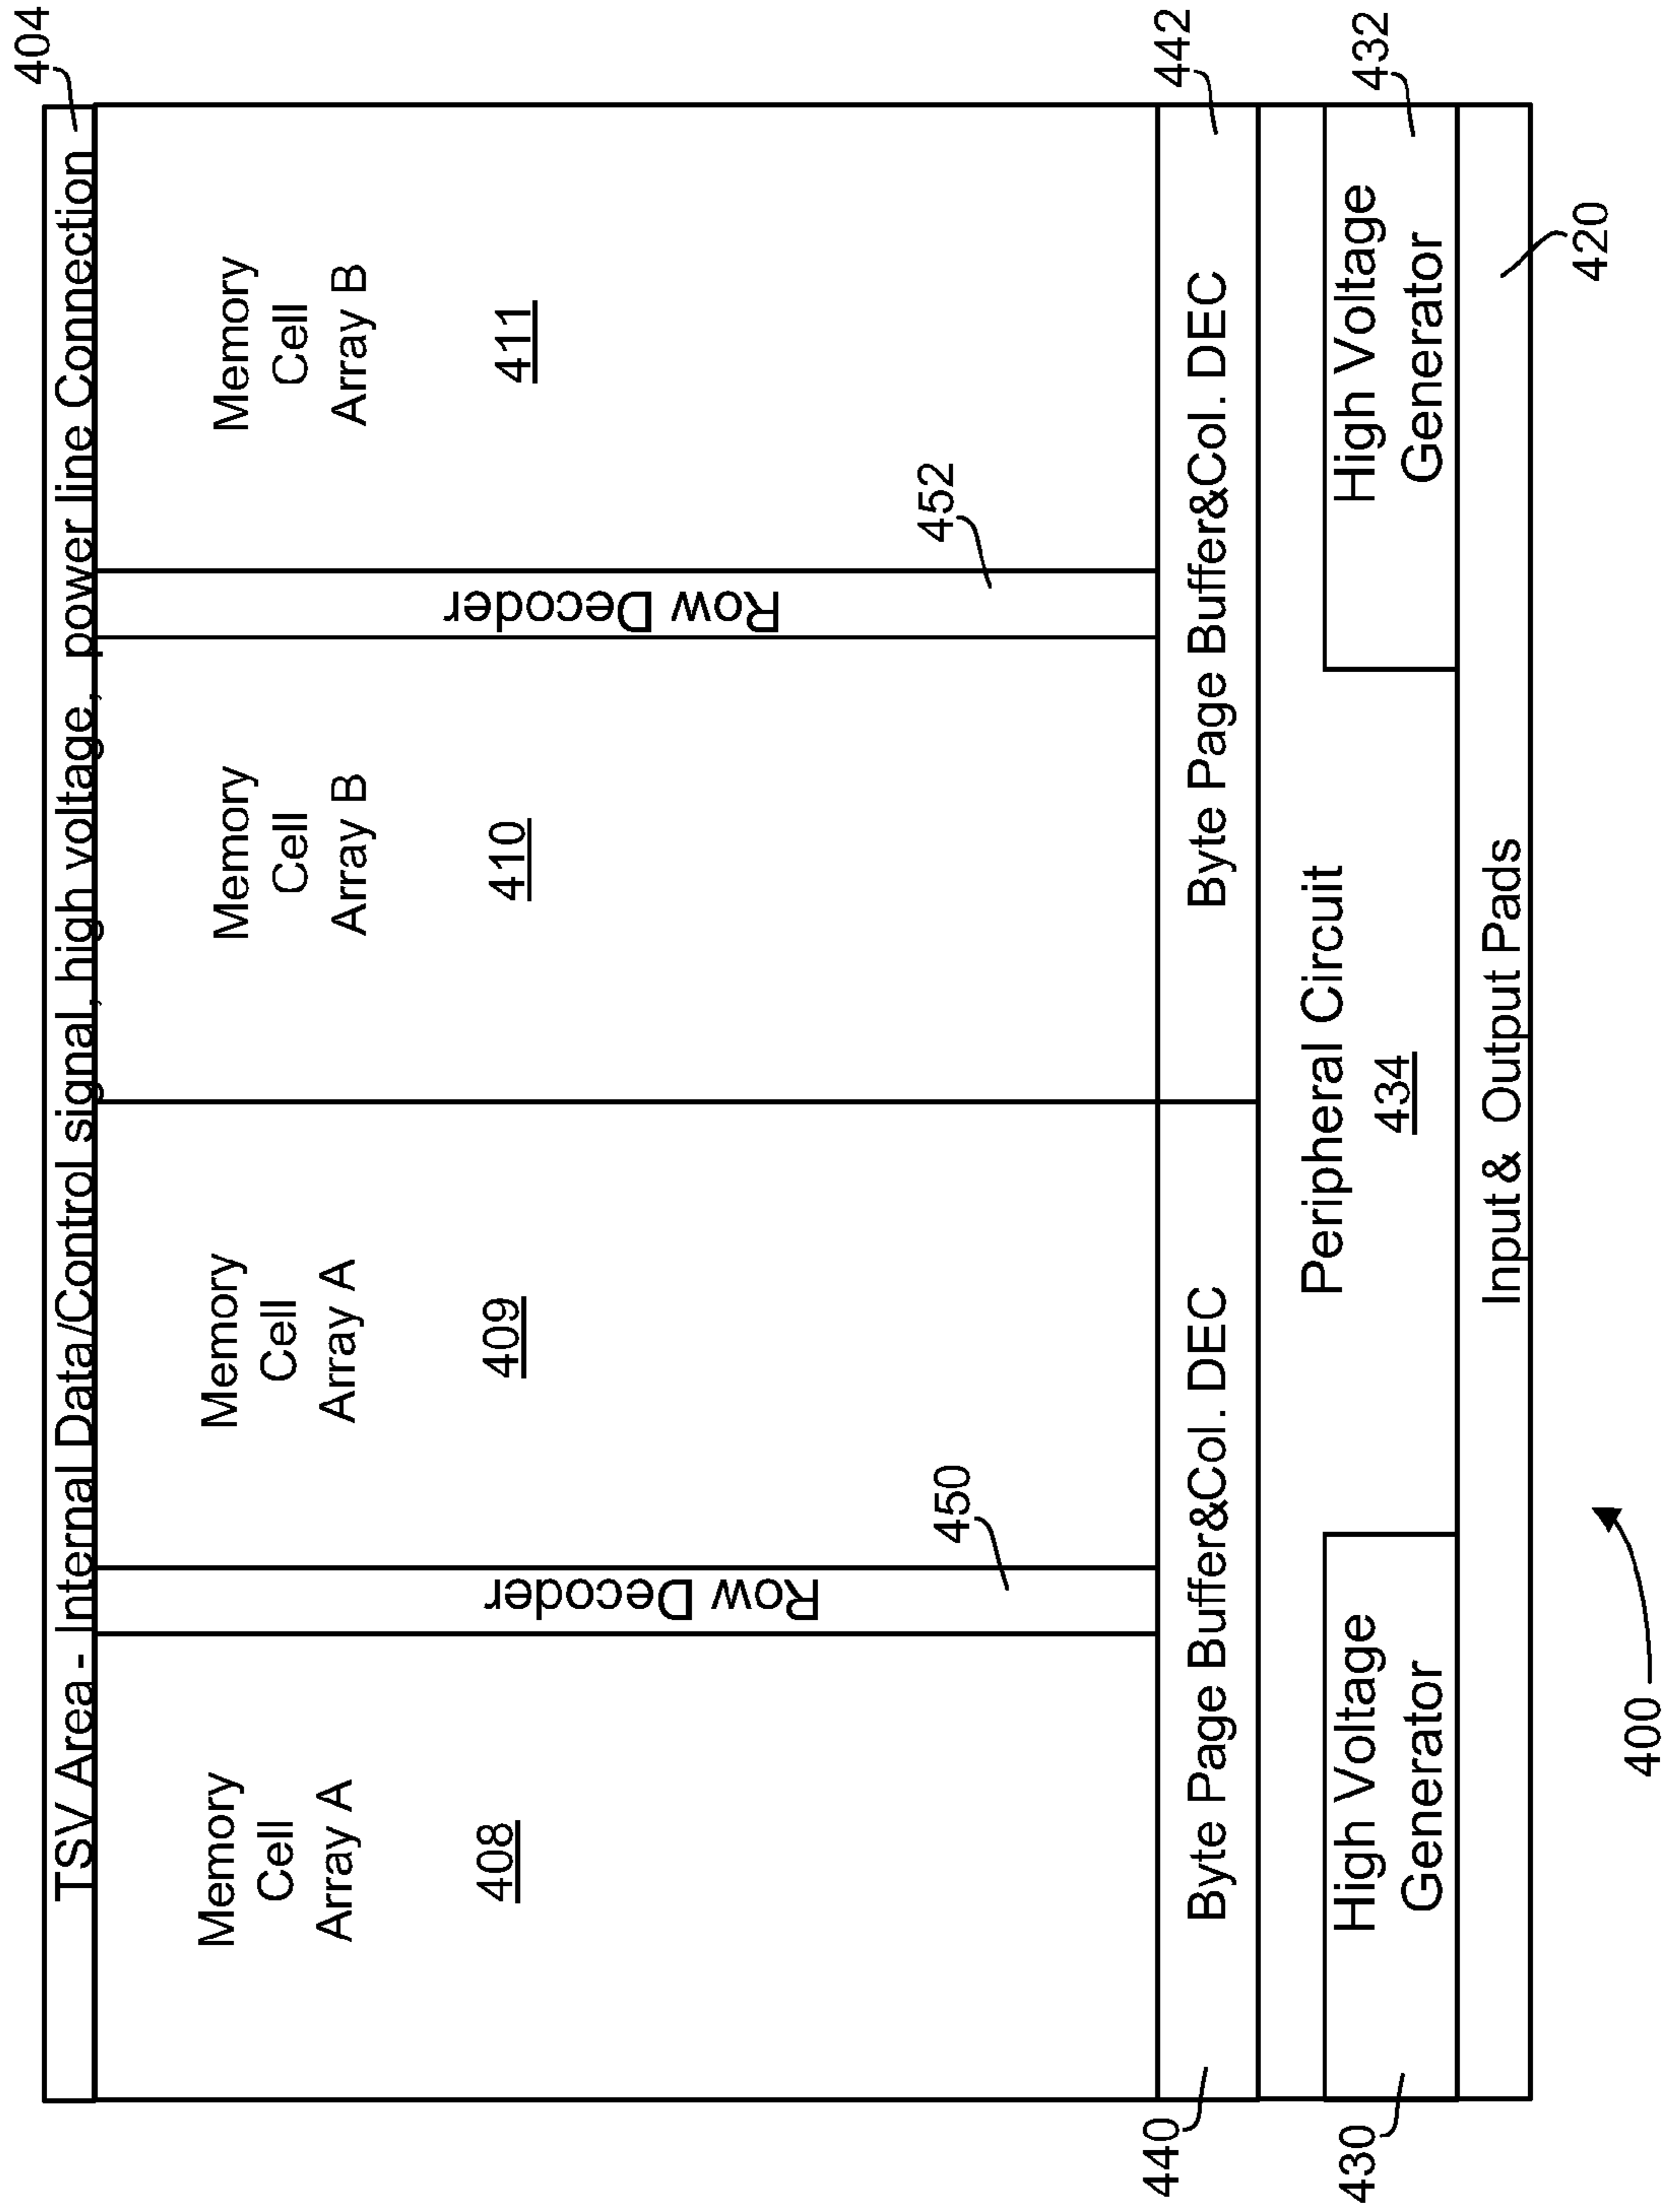 TSV Area - Internal Data/Control signal, high voltage, power line Connection
404
Memory
Cell
Array A
408
Row Decoder
450
Memory
Cell
Array A
409
Memory
Cell
Array B
410
Row Decoder
452
Memory
Cell
Array B
411
440
Byte Page Buffer&Col. DEC
Byte Page Buffer&Col. DEC
442
430
High Voltage
Generator
Peripheral Circuit
434
High Voltage
Generator
432
Input & Output Pads
420
400